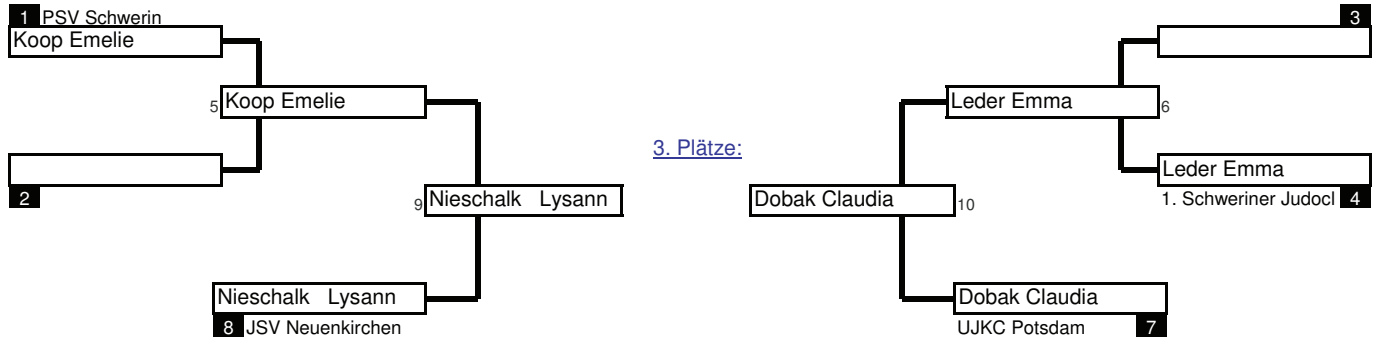 1 PSV Schwerin
Koop Emelie
3
5 Koop Emelie
Leder Emma 6
3. Plätze:
2
Leder Emma
1. Schweriner Judocl 4
9 Nieschalk Lysann
Dobak Claudia 10
Nieschalk Lysann
8 JSV Neuenkirchen
Dobak Claudia
UJKC Potsdam 7